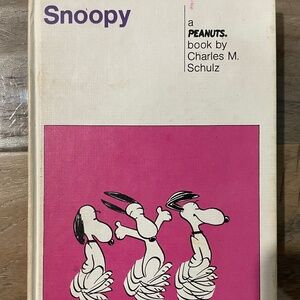 Snoopy
a
PEANUTS.
book by
Charles M.
Schulz